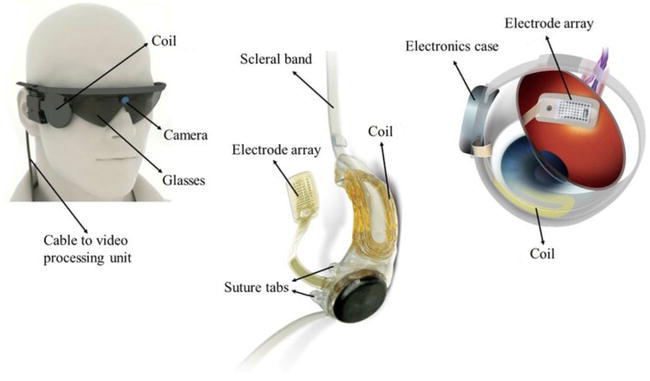 Coil
Camera
Glasses
Cable to video
processing unit
Scleral band
Coil
Electrode array
Suture tabs
Electrode array
Electronics case
Coil